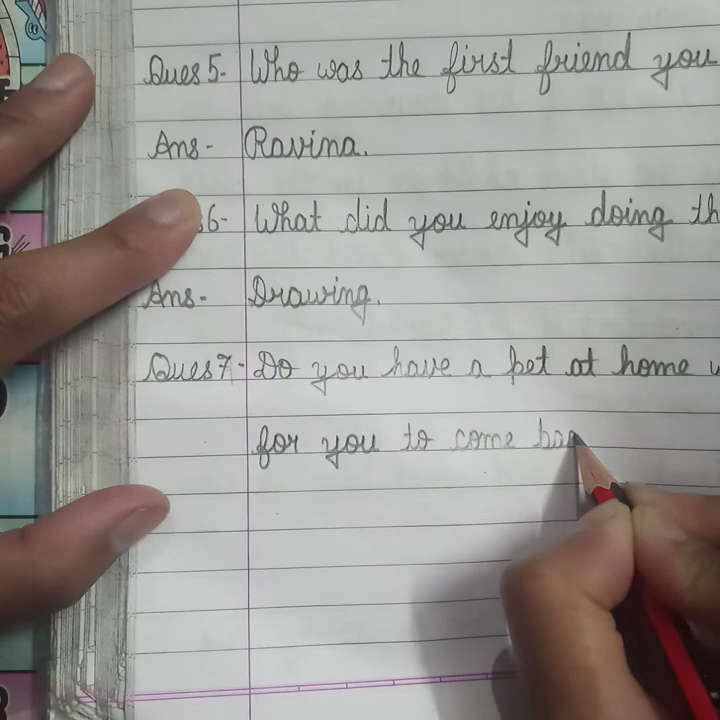 Ques 5- Who was the first friend you
Ans- Ravina.
6- What did you enjoy doing th
Ans- Drawing.
Ques 7- Do you have a pet at home
for you to come ba